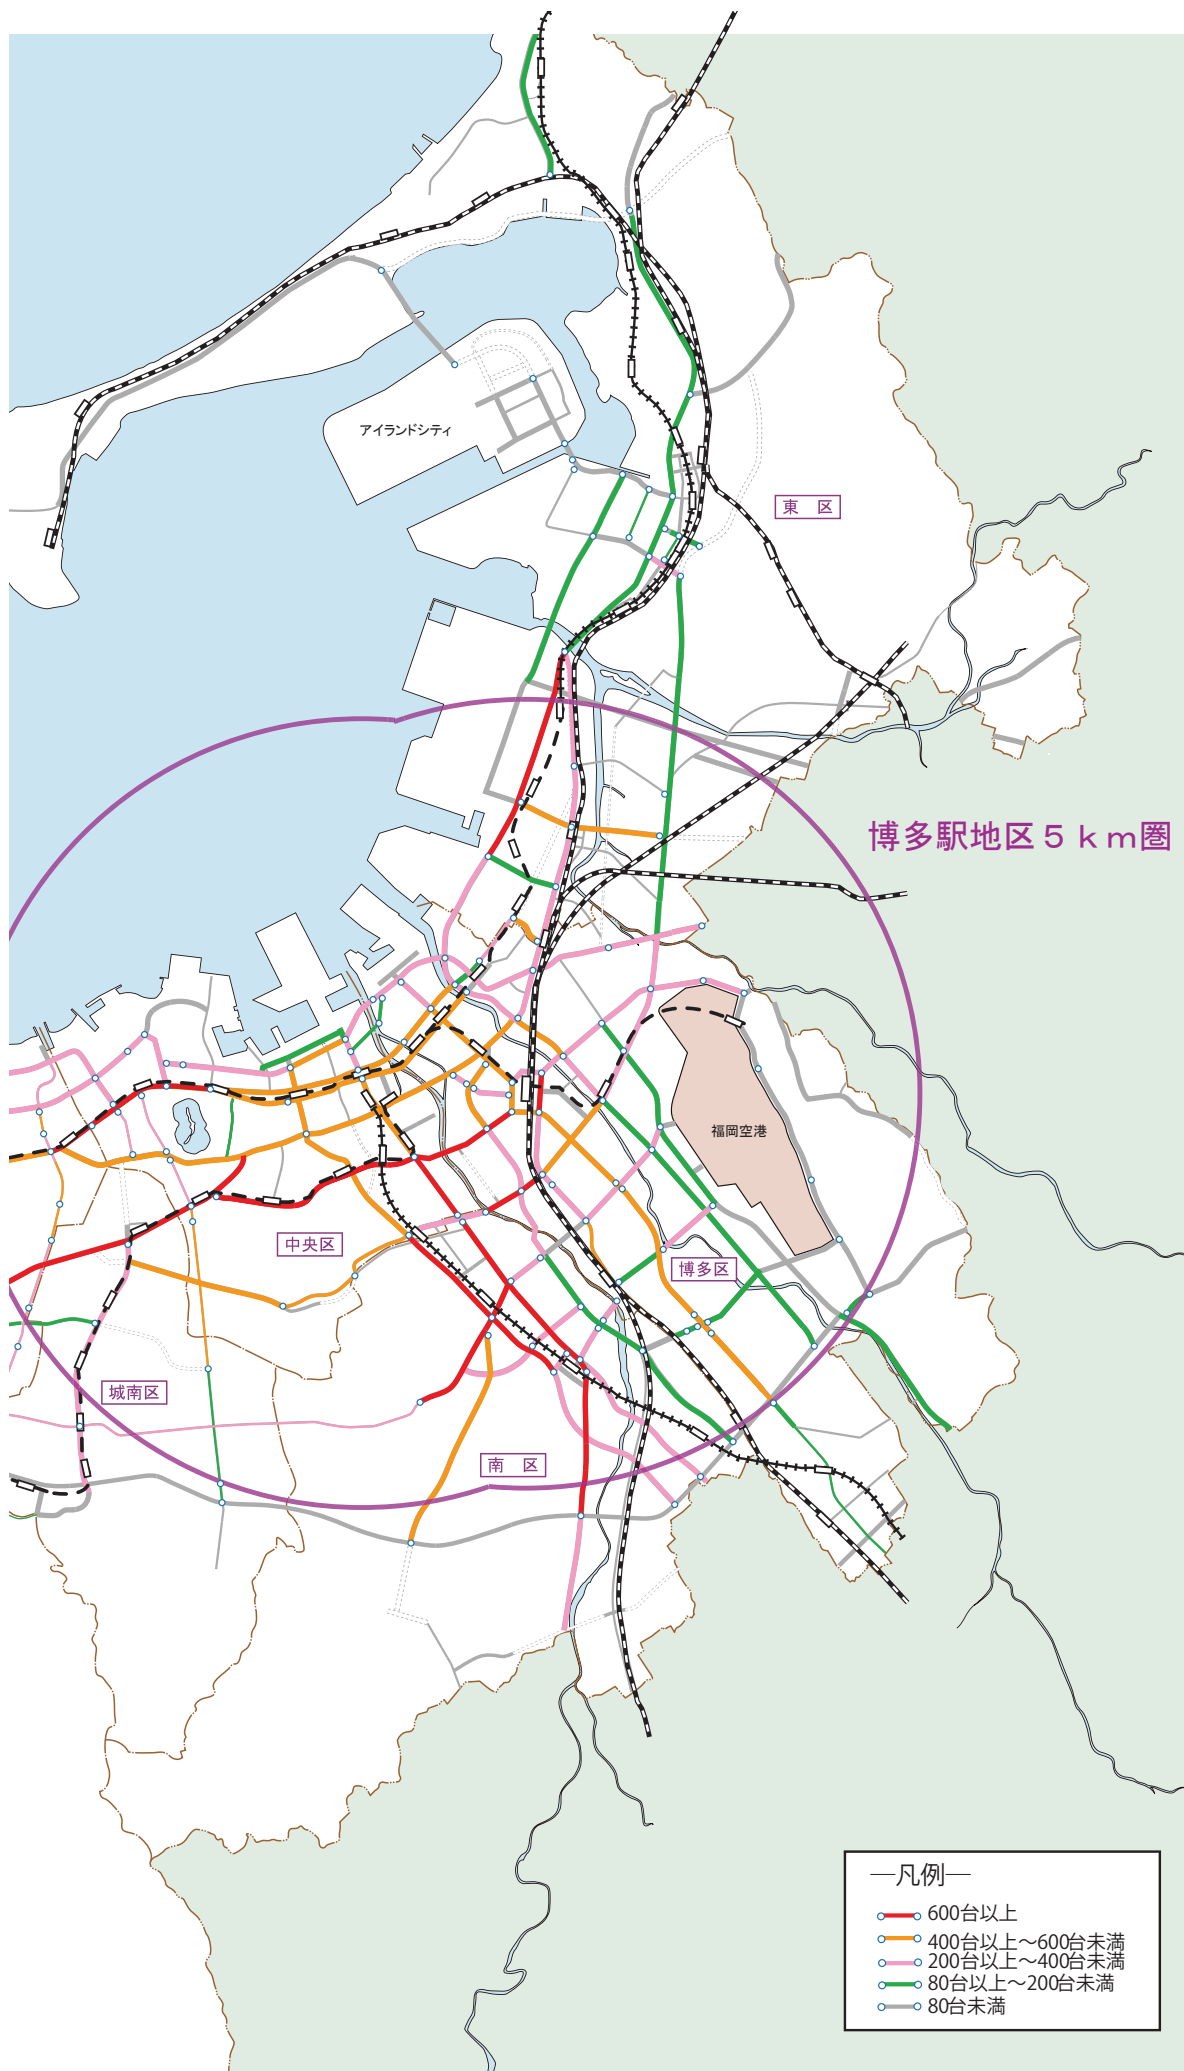 アイランドシティ
東 区
博多駅地区５ｋｍ圏
福岡空港
中央区
博多区
城南区
南 区
―凡例―
600台以上
400台以上～600台未満
200台以上～400台未満
80台以上～200台未満
80台未満